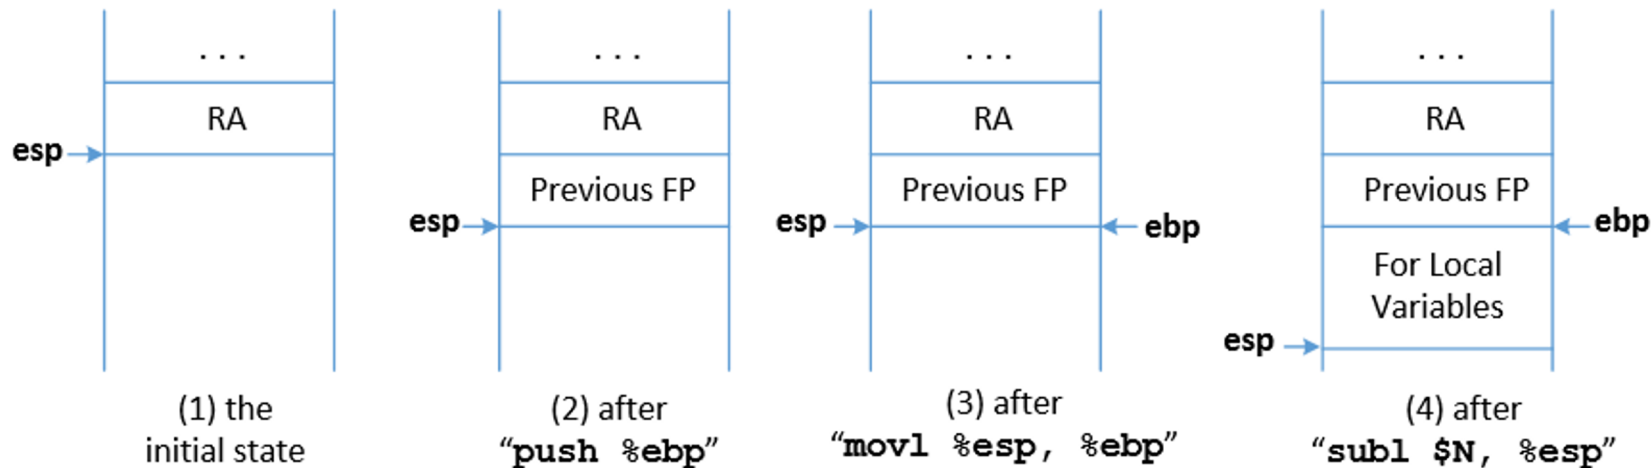 . . .
RA
esp
(1) the
initial state
. . .
RA
Previous FP
esp
(2) after
“push %ebp”
. . .
RA
Previous FP
esp
ebp
(3) after
“movl %esp, %ebp”
. . .
RA
Previous FP
ebp
For Local
Variables
esp
(4) after
“subl $N, %esp”